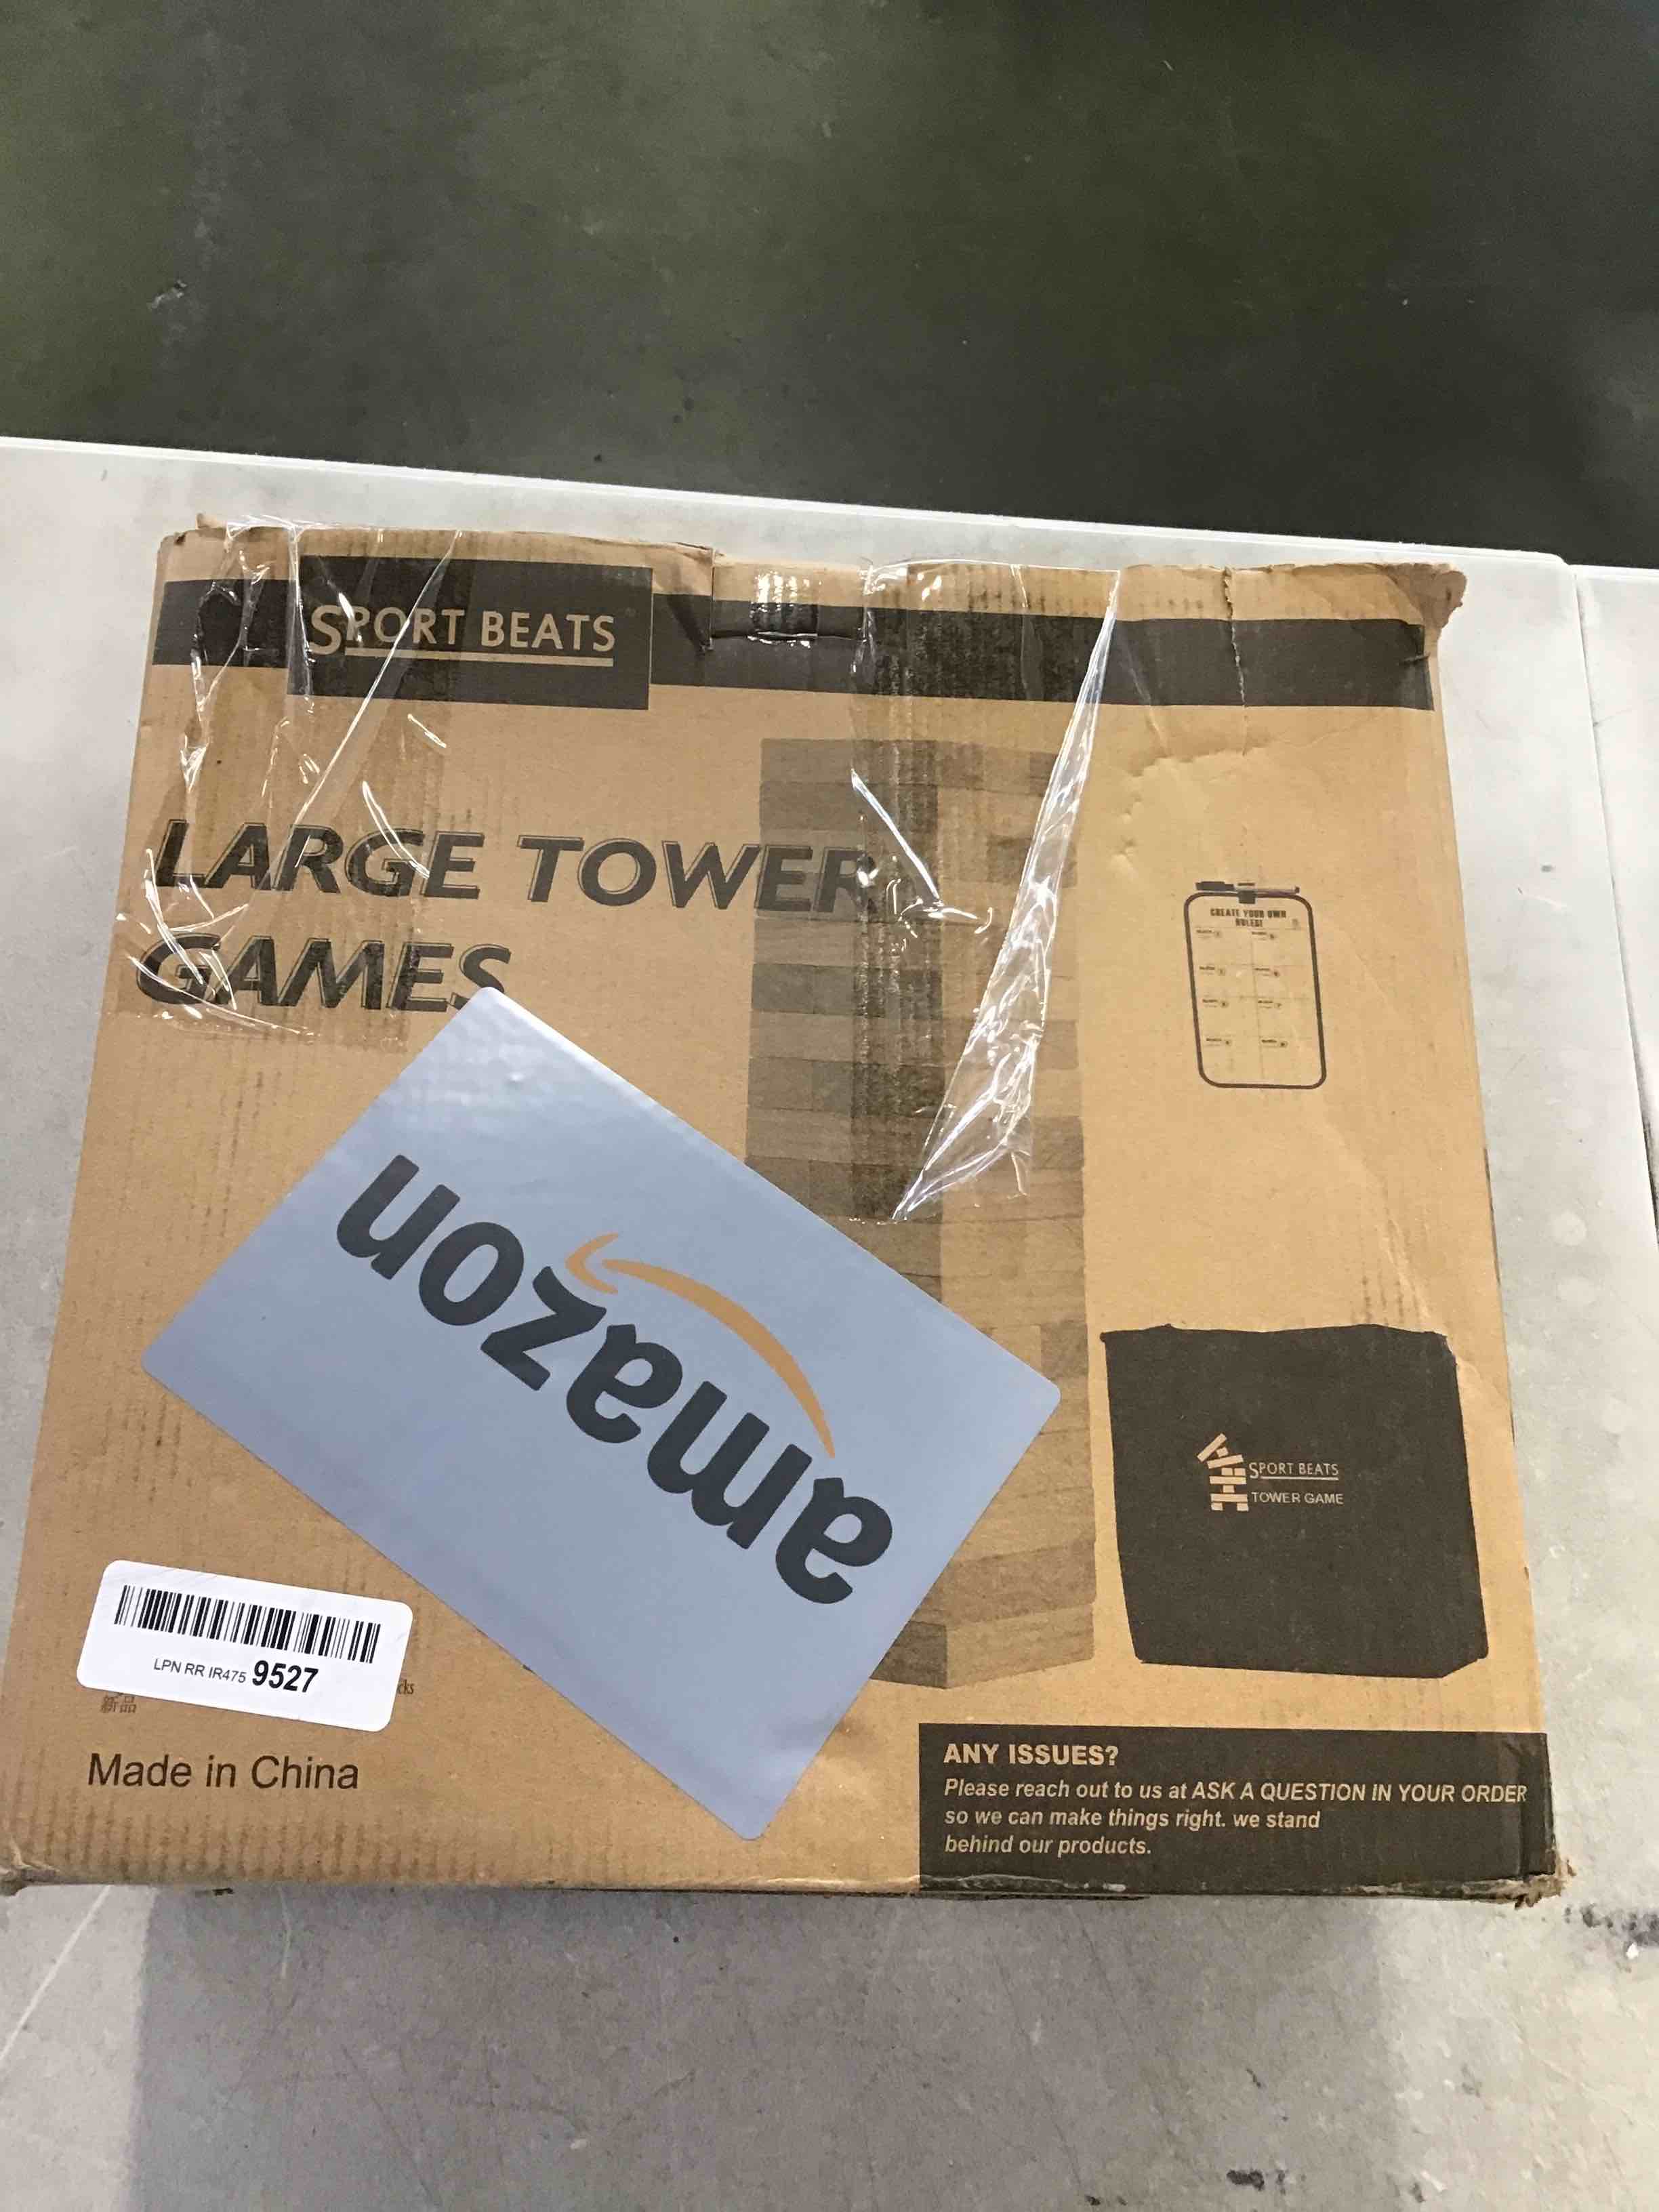 SPORT BEATS
LARGE TOWER
GAMES
CREATE YOUR OWN
RULES!
amazon
SPORT BEATS
TOWER GAME
LPN RR IR475 9527
cks
新品
Made in China
ANY ISSUES?
Please reach out to us at ASK A QUESTION IN YOUR ORDER
so we can make things right. we stand
behind our products.